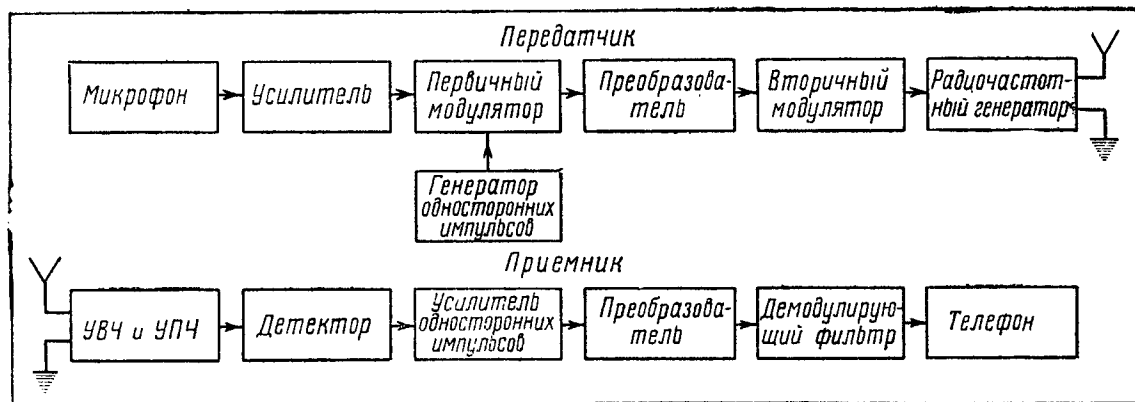 Передатчик
Микрофон
Усилитель
Первичный
модулятор
Преобразова-
тель
Вторичный
модулятор
Радиочастот-
ный генератор
Генератор
односторонних
импульсов
Приемник
УВЧ и УПЧ
Детектор
Усилитель
односторонних
импульсов
Преобразова-
тель
Демодулирую-
щий фильтр
Телефон